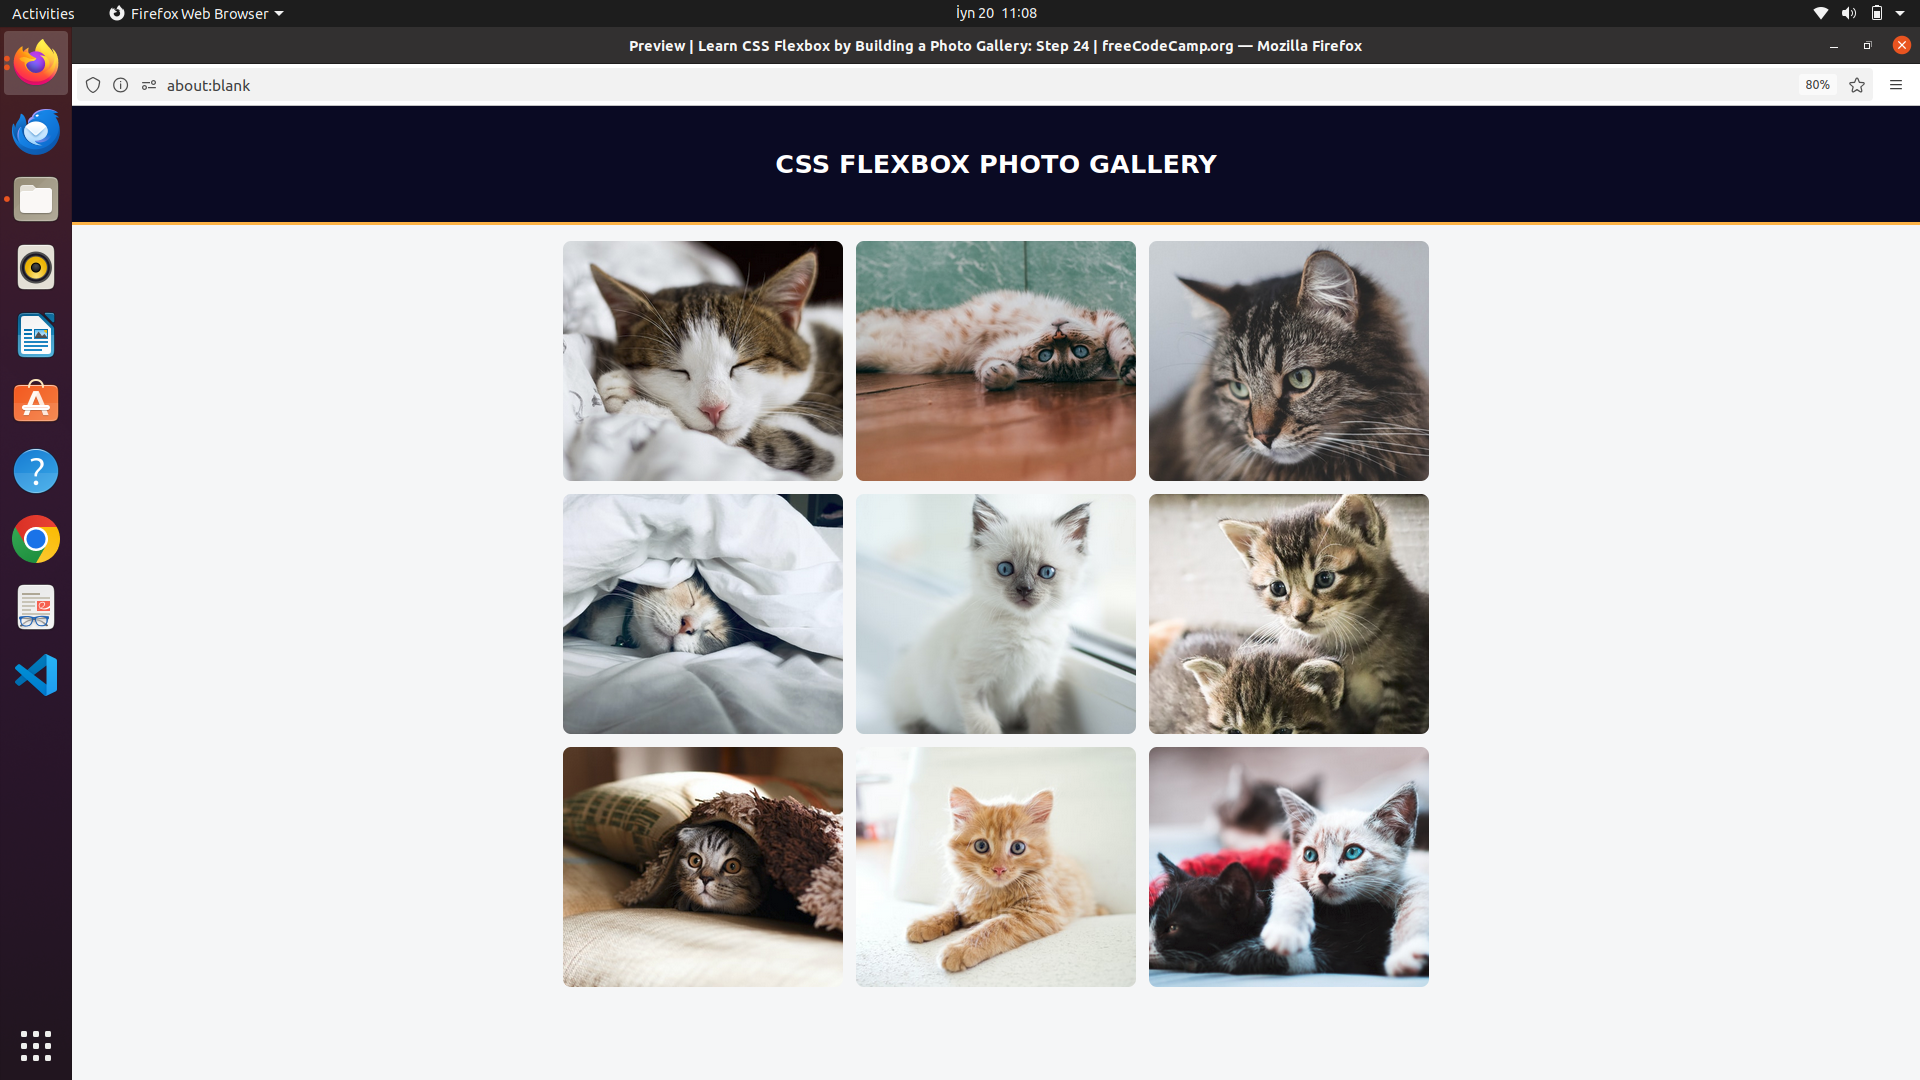 Activities Firefox Web Browser İyn 20 11:08
Preview | Learn CSS Flexbox by Building a Photo Gallery: Step 24 | freeCodeCamp.org — Mozilla Firefox
about:blank 80%
CSS FLEXBOX PHOTO GALLERY